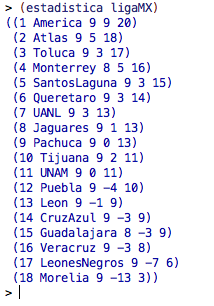 > (estadistica ligaMX)
((1 America 9 9 20)
(2 Atlas 9 5 18)
(3 Toluca 9 3 17)
(4 Monterrey 8 5 16)
(5 SantosLaguna 9 3 15)
(6 Queretaro 9 3 14)
(7 UANL 9 3 13)
(8 Jaguares 9 1 13)
(9 Pachuca 9 0 13)
(10 Tijuana 9 2 11)
(11 UNAM 9 0 11)
(12 Puebla 9 -4 10)
(13 Leon 9 -1 9)
(14 CruzAzul 9 -3 9)
(15 Guadalajara 8 -3 9)
(16 Veracruz 9 -3 8)
(17 LeonesNegros 9 -7 6)
(18 Morelia 9 -13 3))
>